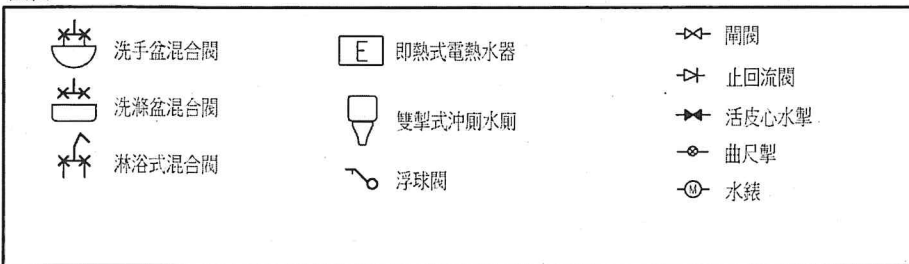 洗手盆混合閥
洗滌盆混合閥
淋浴式混合閥
E 即熱式電熱水器
雙掣式沖廁水廁
浮球閥
閘閥
止回流閥
活皮心水掣
曲尺掣
M 水錶